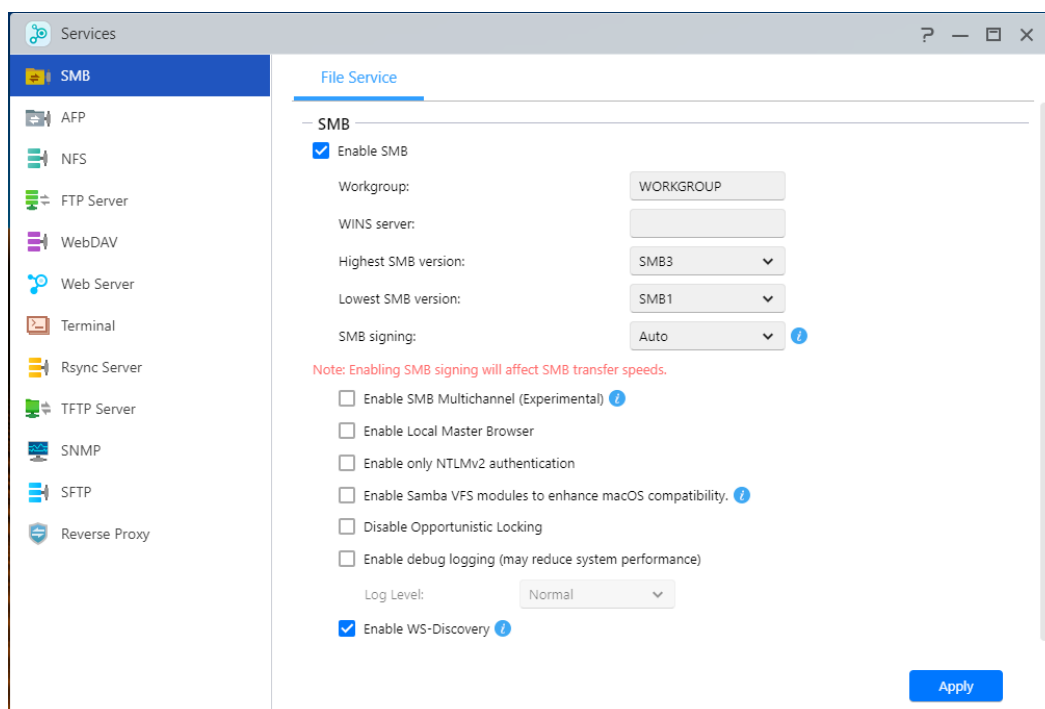 Services
SMB
AFP
NFS
FTP Server
WebDAV
Web Server
Terminal
Rsync Server
TFTP Server
SNMP
SFTP
Reverse Proxy
File Service
SMB
Enable SMB
Workgroup: WORKGROUP
WINS server:
Highest SMB version: SMB3
Lowest SMB version: SMB1
SMB signing: Auto
Note: Enabling SMB signing will affect SMB transfer speeds.
Enable SMB Multichannel (Experimental)
Enable Local Master Browser
Enable only NTLMv2 authentication
Enable Samba VFS modules to enhance macOS compatibility.
Disable Opportunistic Locking
Enable debug logging (may reduce system performance)
Log Level: Normal
Enable WS-Discovery
Apply